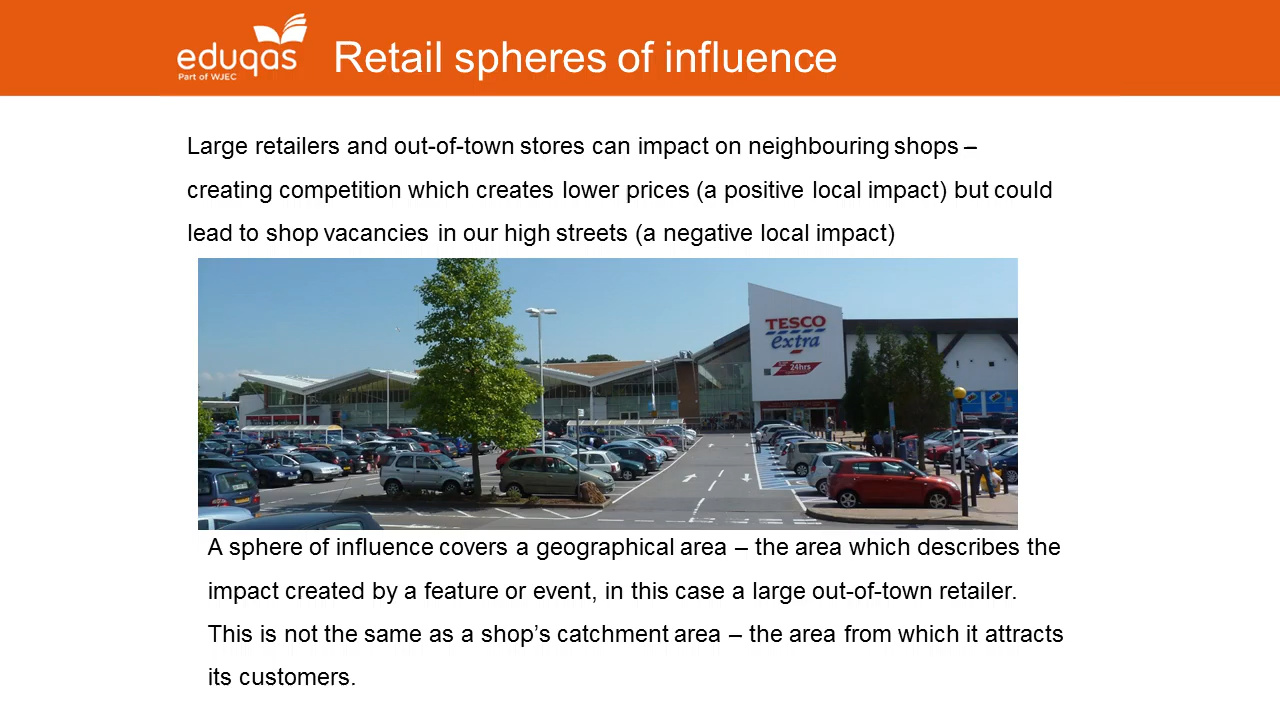 eduqas
Part of WJEC
Retail spheres of influence
Large retailers and out-of-town stores can impact on neighbouring shops –
creating competition which creates lower prices (a positive local impact) but could
lead to shop vacancies in our high streets (a negative local impact)
TESCO
extra
24hrs
A sphere of influence covers a geographical area – the area which describes the
impact created by a feature or event, in this case a large out-of-town retailer.
This is not the same as a shop’s catchment area – the area from which it attracts
its customers.